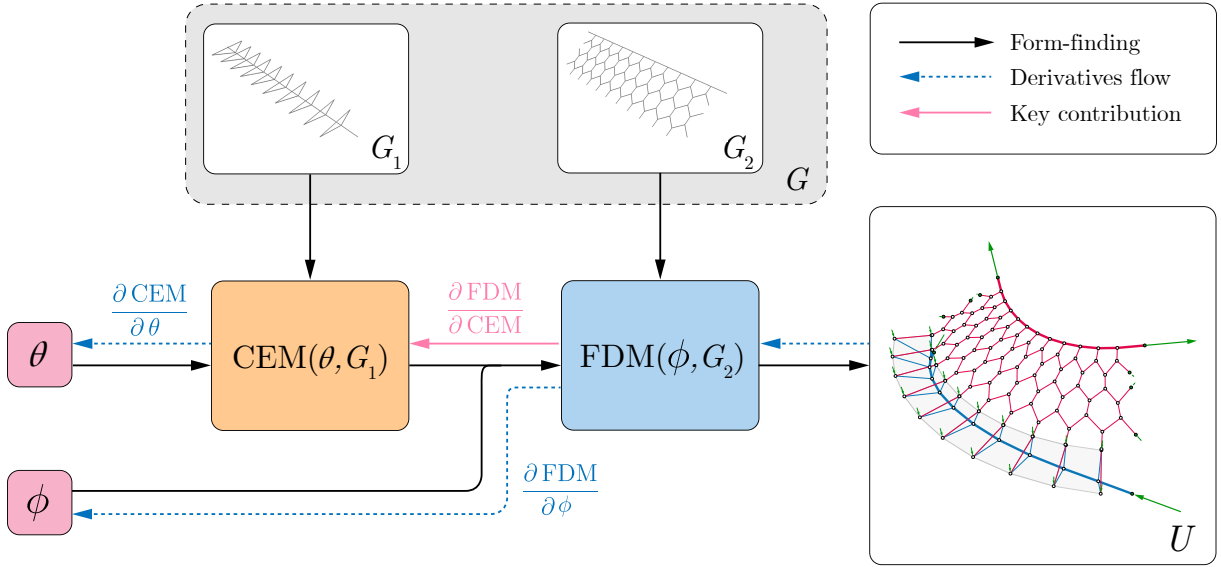 G₁
G₂
G
Form-finding
Derivatives flow
Key contribution
∂ CEM
∂ θ
∂ FDM
∂ CEM
θ
CEM(θ, G₁)
FDM(ϕ, G₂)
∂ FDM
∂ ϕ
ϕ
U